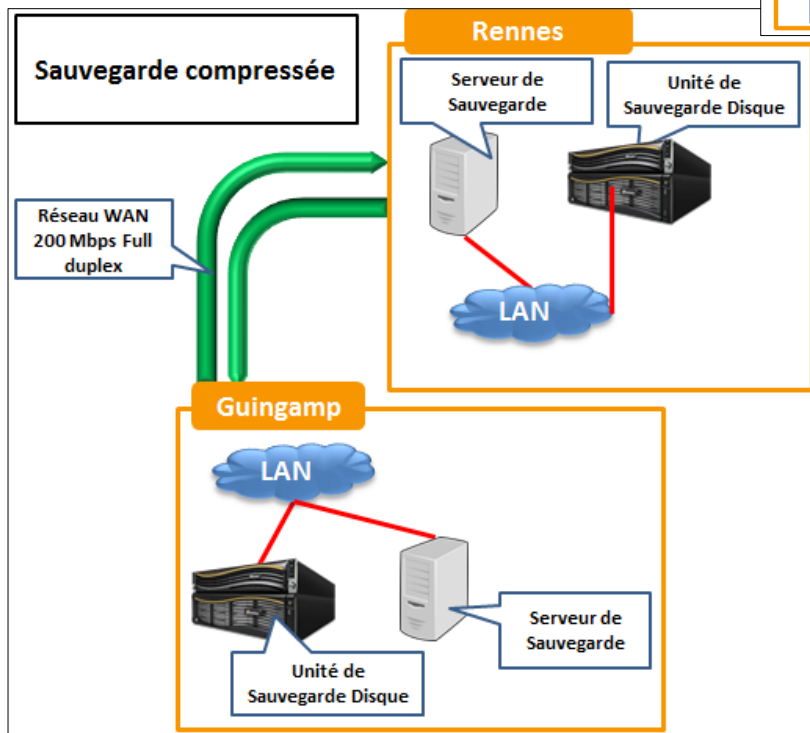 Sauvegarde compressée
Rennes
Serveur de
Sauvegarde
Unité de
Sauvegarde Disque
Réseau WAN
200 Mbps Full
duplex
LAN
Guingamp
LAN
Serveur de
Sauvegarde
Unité de
Sauvegarde Disque